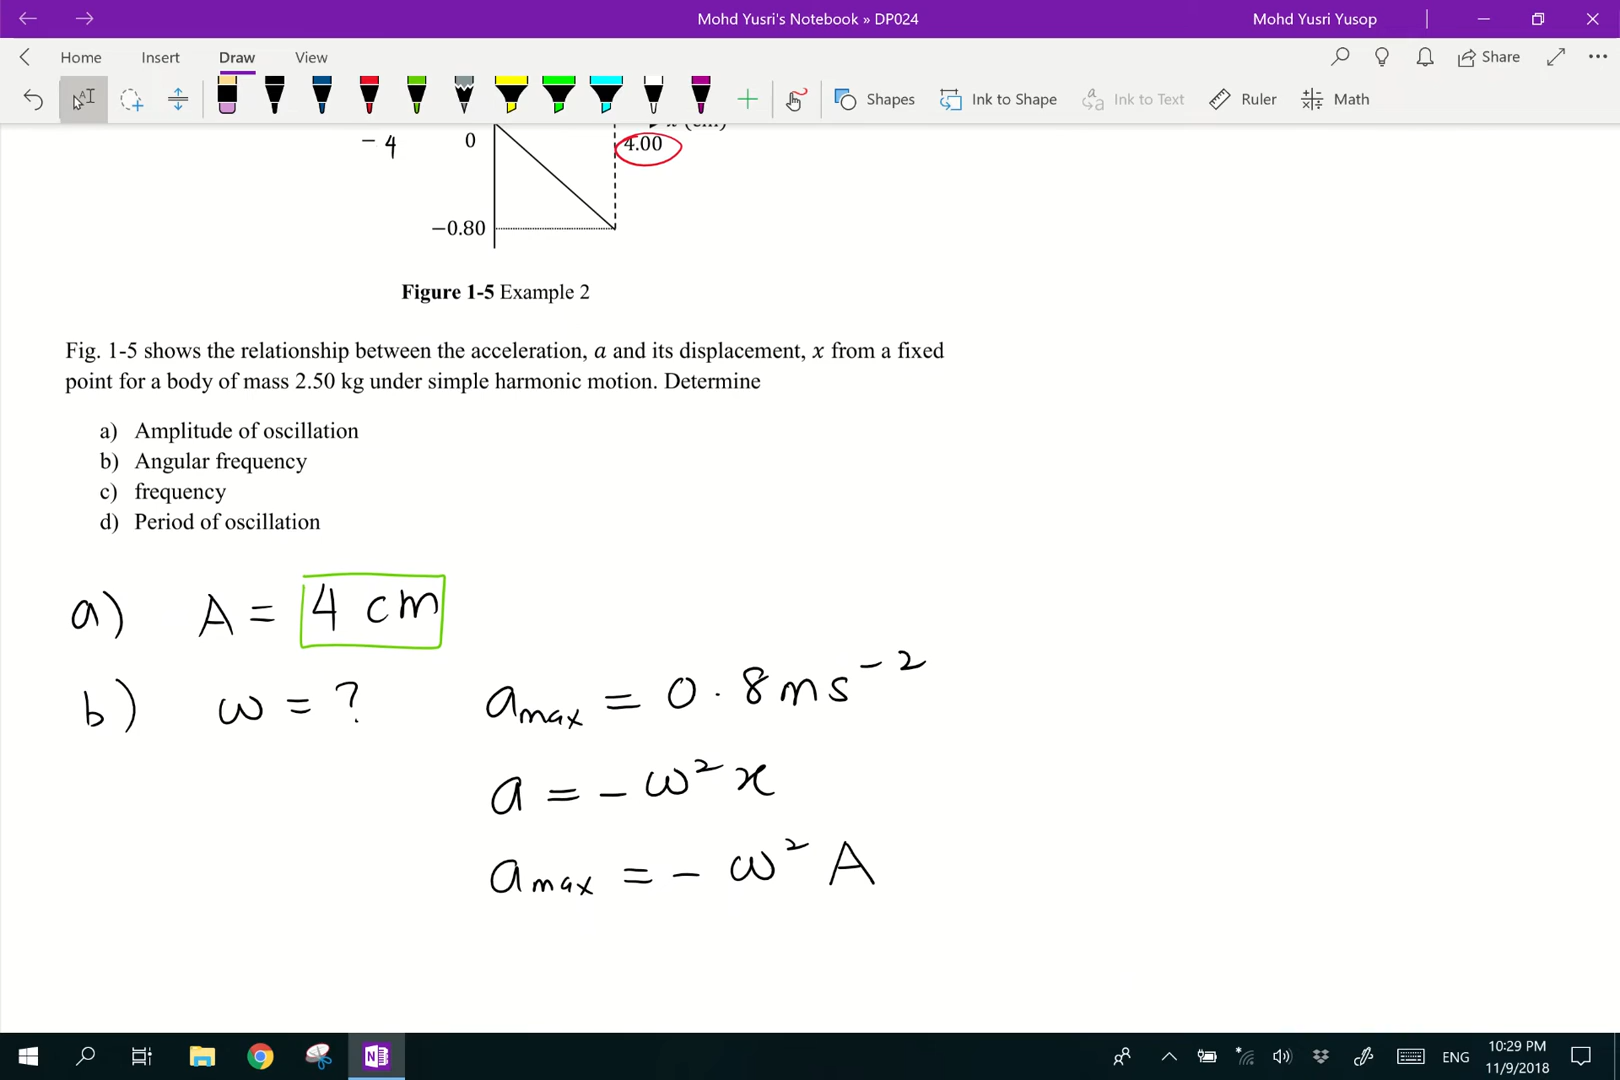 Mohd Yusri's Notebook » DP024
Mohd Yusri Yusop
Home Insert Draw View
Share
Shapes Ink to Shape Ink to Text Ruler Math
- 4 0 4.00
−0.80
Figure 1-5 Example 2
Fig. 1-5 shows the relationship between the acceleration, a and its displacement, x from a fixed
point for a body of mass 2.50 kg under simple harmonic motion. Determine
a) Amplitude of oscillation
b) Angular frequency
c) frequency
d) Period of oscillation
a) A = 4 cm
b) ω = ? a_max = 0.8 ms⁻²
a = - ω² x
a_max = - ω² A
ENG
10:29 PM
11/9/2018